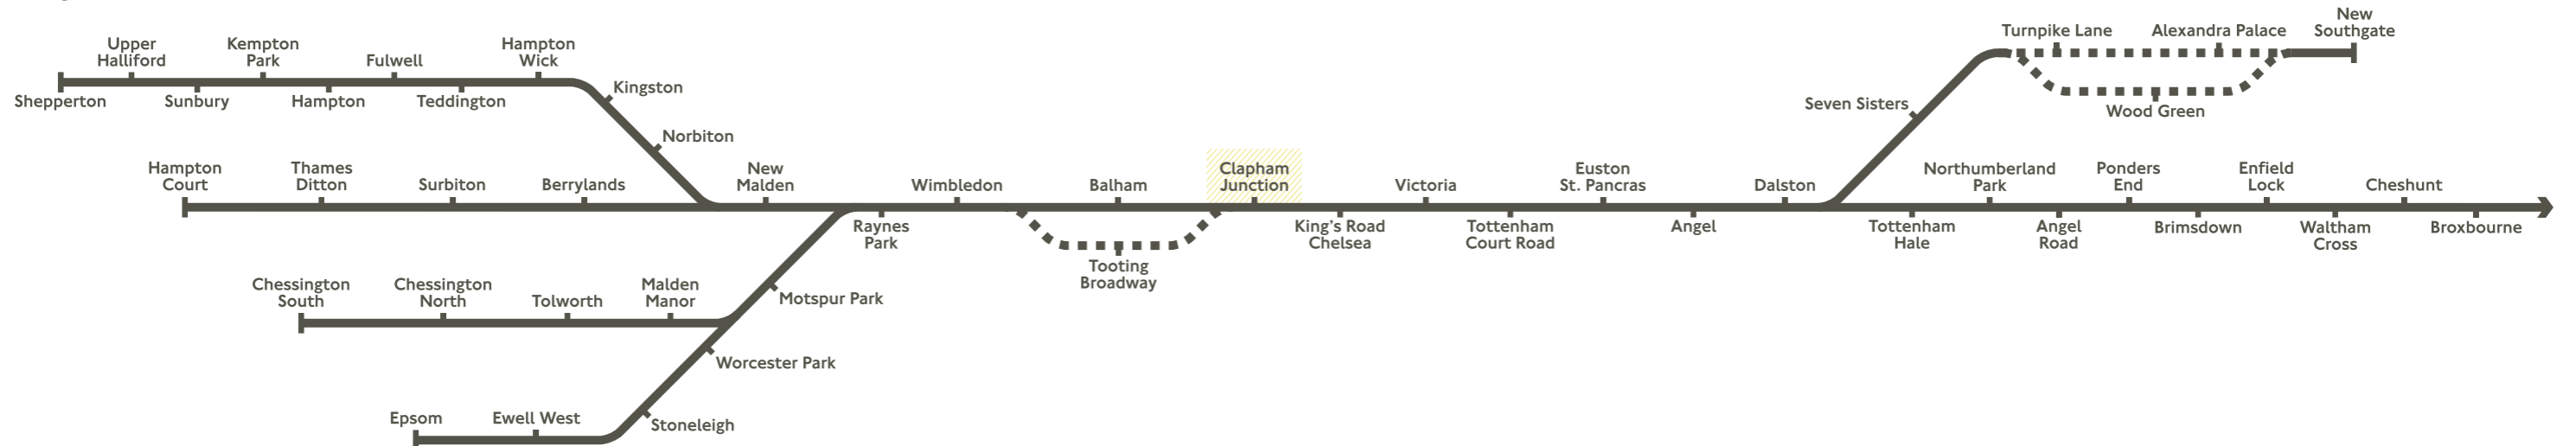 New
Southgate
Turnpike Lane
Alexandra Palace
Wood Green
Seven Sisters
Upper
Halliford
Kempton
Park
Fulwell
Hampton
Wick
Shepperton
Sunbury
Hampton
Teddington
Kingston
Norbiton
Hampton
Court
Thames
Ditton
Surbiton
Berrylands
New
Malden
Raynes
Park
Wimbledon
Balham
Tooting
Broadway
Clapham
Junction
King's Road
Chelsea
Victoria
Tottenham
Court Road
Euston
St. Pancras
Angel
Dalston
Tottenham
Hale
Northumberland
Park
Angel
Road
Ponders
End
Brimsdown
Enfield
Lock
Waltham
Cross
Cheshunt
Broxbourne
Chessington
South
Chessington
North
Tolworth
Malden
Manor
Motspur Park
Worcester Park
Stoneleigh
Epsom
Ewell West